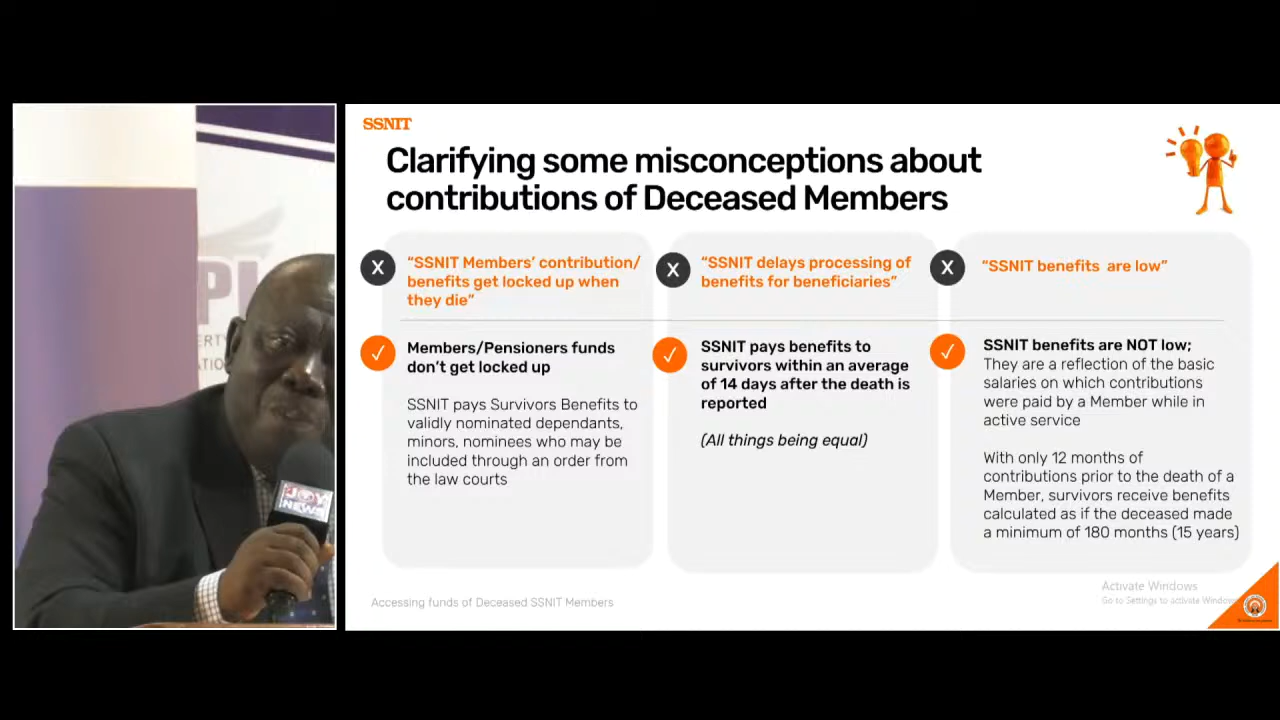 SSNIT
Clarifying some misconceptions about
contributions of Deceased Members
X
“SSNIT Members’ contribution/
benefits get locked up when
they die”
Members/Pensioners funds
don’t get locked up
SSNIT pays Survivors Benefits to
validly nominated dependants,
minors, nominees who may be
included through an order from
the law courts
X
“SSNIT delays processing of
benefits for beneficiaries”
SSNIT pays benefits to
survivors within an average
of 14 days after the death is
reported
(All things being equal)
X
“SSNIT benefits are low”
SSNIT benefits are NOT low;
They are a reflection of the basic
salaries on which contributions
were paid by a Member while in
active service
With only 12 months of
contributions prior to the death of a
Member, survivors receive benefits
calculated as if the deceased made
a minimum of 180 months (15 years)
Accessing funds of Deceased SSNIT Members
Activate Windows
Go to Settings to activate Windows
JOY
NEWS